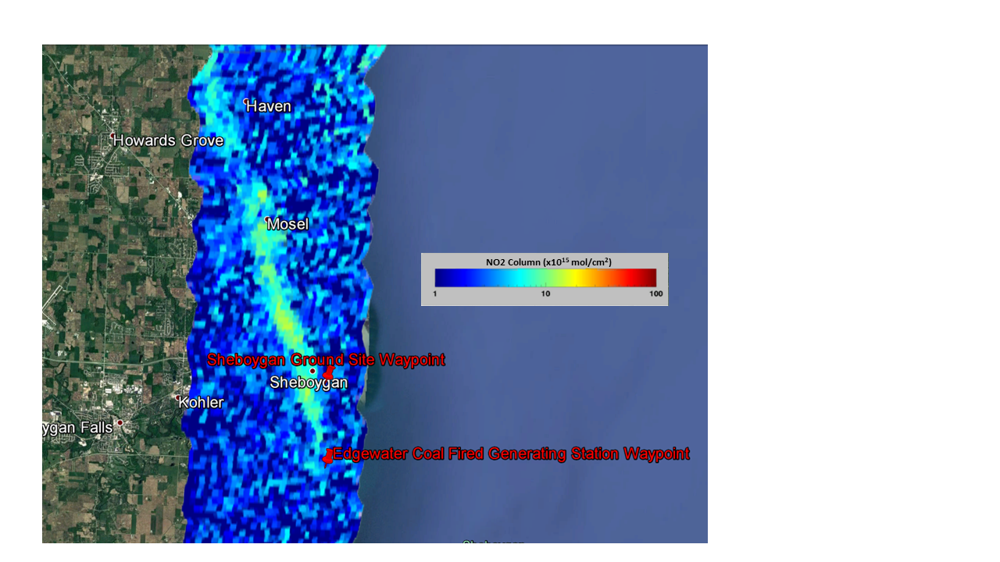 Haven
Howards Grove
Mosel
NO2 Column (x10¹⁵ mol/cm²)
1 10 100
Sheboygan Ground Site Waypoint
Sheboygan
Kohler
ygan Falls
Edgewater Coal Fired Generating Station Waypoint